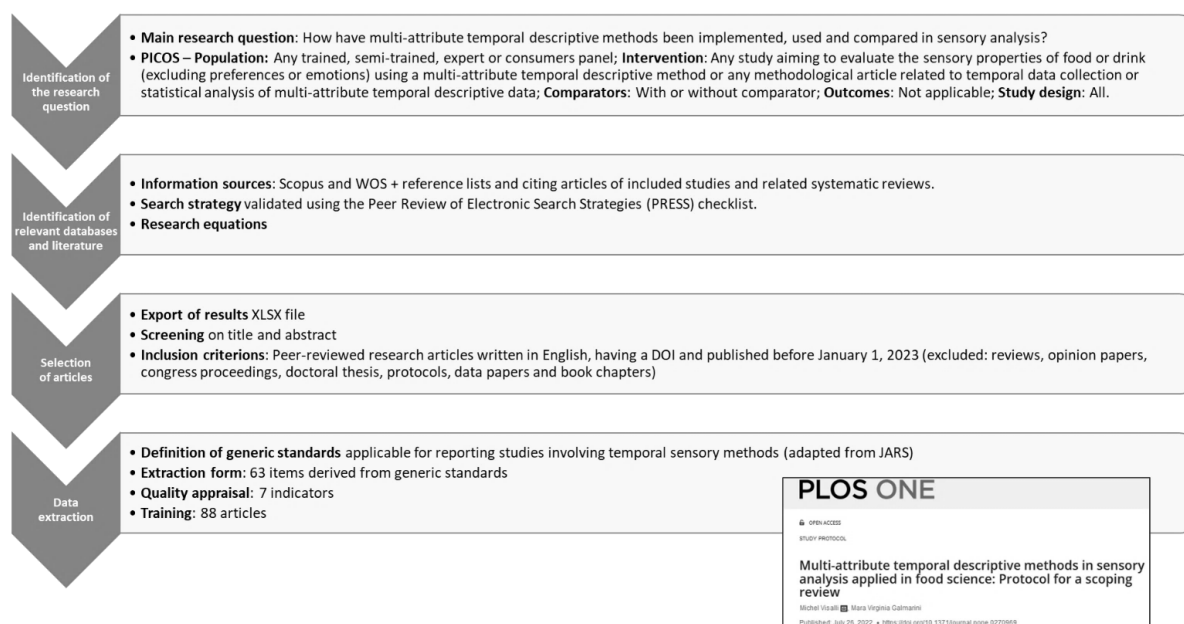 Identification of
the research
question
• Main research question: How have multi-attribute temporal descriptive methods been implemented, used and compared in sensory analysis?
• PICOS – Population: Any trained, semi-trained, expert or consumers panel; Intervention: Any study aiming to evaluate the sensory properties of food or drink
(excluding preferences or emotions) using a multi-attribute temporal descriptive method or any methodological article related to temporal data collection or
statistical analysis of multi-attribute temporal descriptive data; Comparators: With or without comparator; Outcomes: Not applicable; Study design: All.
Identification of
relevant databases
and literature
• Information sources: Scopus and WOS + reference lists and citing articles of included studies and related systematic reviews.
• Search strategy validated using the Peer Review of Electronic Search Strategies (PRESS) checklist.
• Research equations
Selection
of articles
• Export of results XLSX file
• Screening on title and abstract
• Inclusion criterions: Peer-reviewed research articles written in English, having a DOI and published before January 1, 2023 (excluded: reviews, opinion papers,
congress proceedings, doctoral thesis, protocols, data papers and book chapters)
Data
extraction
• Definition of generic standards applicable for reporting studies involving temporal sensory methods (adapted from JARS)
• Extraction form: 63 items derived from generic standards
• Quality appraisal: 7 indicators
• Training: 88 articles
PLOS ONE
OPEN ACCESS
STUDY PROTOCOL
Multi-attribute temporal descriptive methods in sensory
analysis applied in food science: Protocol for a scoping
review
Michel Visalli, Mara Virginia Galmarini
Published: July 26, 2022 • https://doi.org/10.1371/journal.pone.0270969